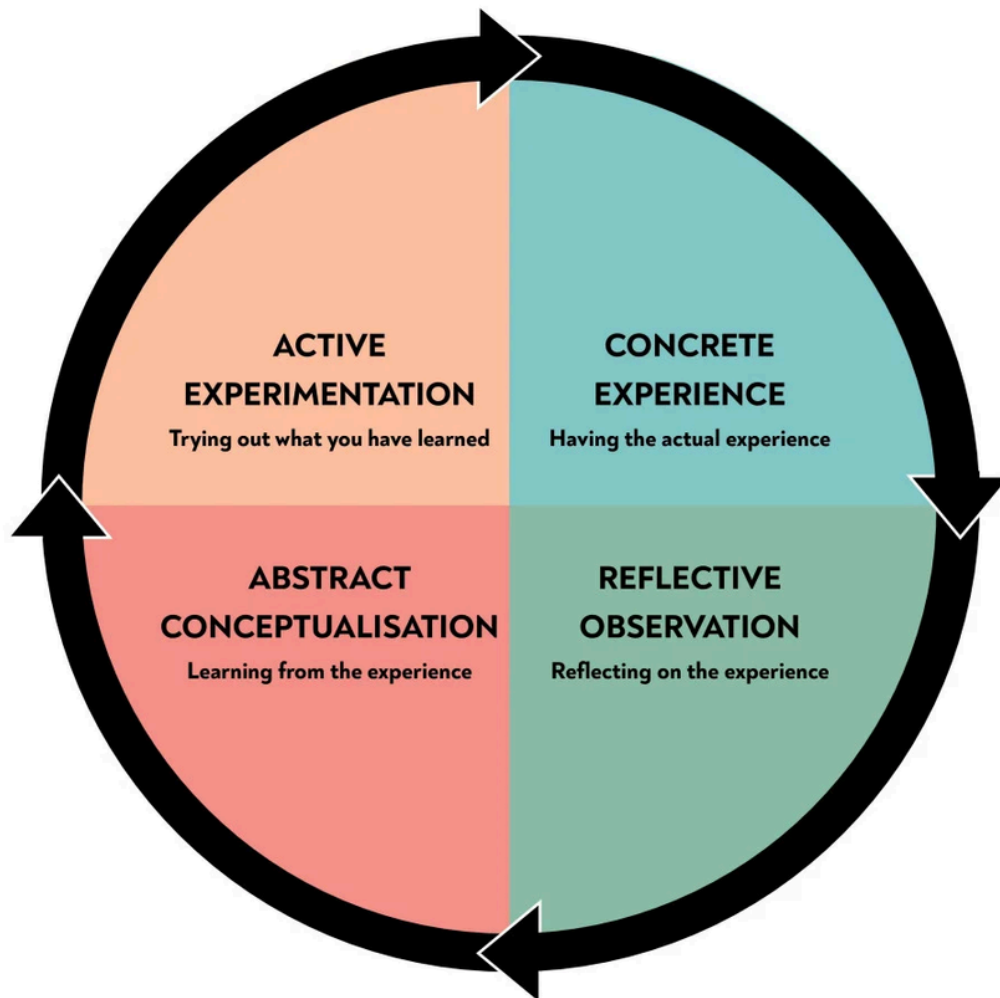 ACTIVE
EXPERIMENTATION
Trying out what you have learned
CONCRETE
EXPERIENCE
Having the actual experience
ABSTRACT
CONCEPTUALISATION
Learning from the experience
REFLECTIVE
OBSERVATION
Reflecting on the experience